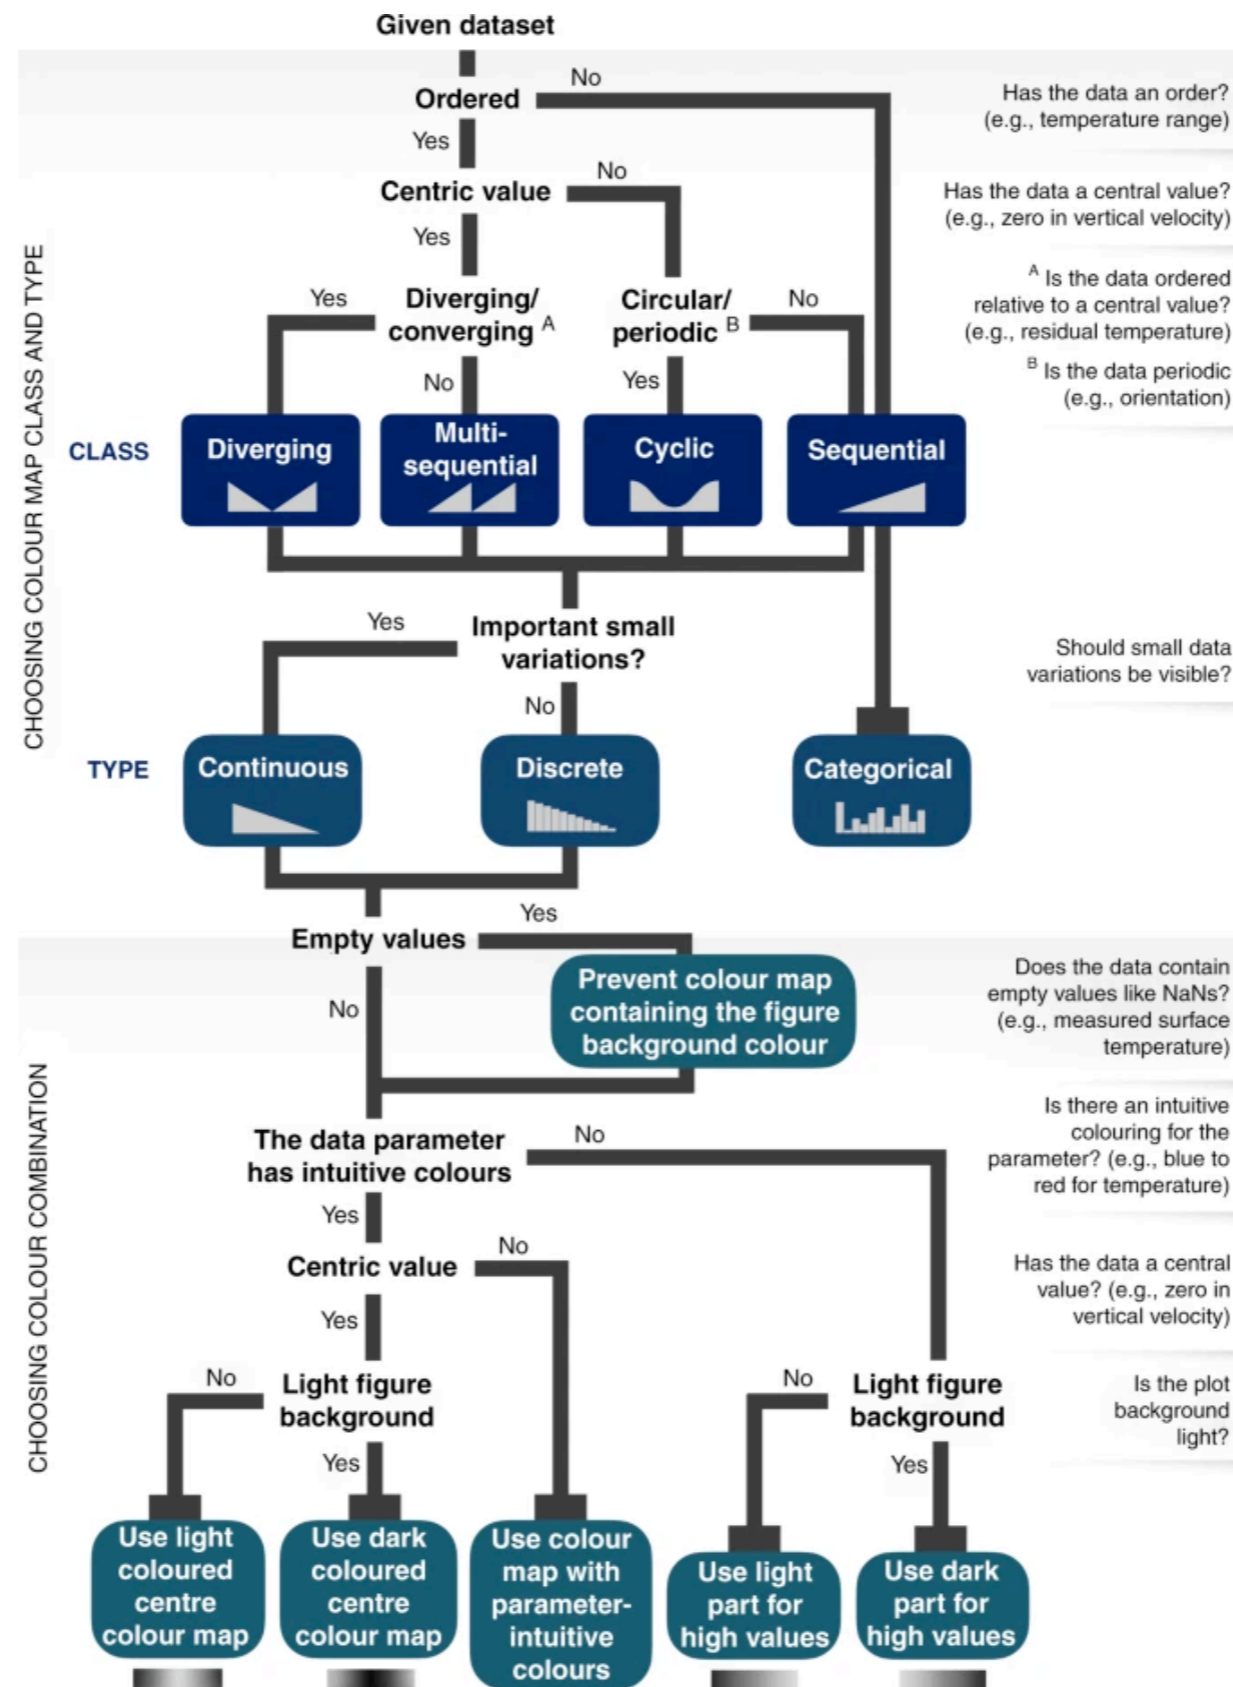 Given dataset
No
Ordered
Has the data an order?
(e.g., temperature range)
Yes
No
Centric value
Has the data a central value?
(e.g., zero in vertical velocity)
Yes
Yes
Diverging/
converging A
Circular/
periodic B
No
A Is the data ordered
relative to a central value?
(e.g., residual temperature)
B Is the data periodic
(e.g., orientation)
No
Yes
CHOOSING COLOUR MAP CLASS AND TYPE
CLASS
Diverging
Multi-
sequential
Cyclic
Sequential
Yes
Important small
variations?
Should small data
variations be visible?
No
TYPE
Continuous
Discrete
Categorical
Yes
Empty values
Prevent colour map
containing the figure
background colour
Does the data contain
empty values like NaNs?
(e.g., measured surface
temperature)
No
CHOOSING COLOUR COMBINATION
The data parameter
has intuitive colours
No
Is there an intuitive
colouring for the
parameter? (e.g., blue to
red for temperature)
Yes
Centric value
No
Has the data a central
value? (e.g., zero in
vertical velocity)
Yes
No
Light figure
background
No
Light figure
background
Is the plot
background
light?
Yes
Yes
Use light
coloured
centre
colour map
Use dark
coloured
centre
colour map
Use colour
map with
parameter-
intuitive
colours
Use light
part for
high values
Use dark
part for
high values